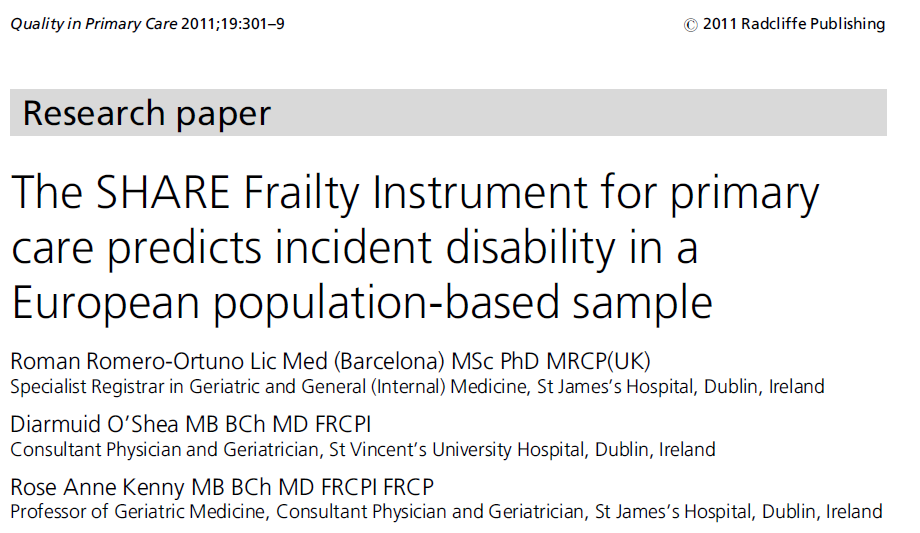 Quality in Primary Care 2011;19:301–9
© 2011 Radcliffe Publishing
Research paper
The SHARE Frailty Instrument for primary
care predicts incident disability in a
European population-based sample
Roman Romero-Ortuno Lic Med (Barcelona) MSc PhD MRCP(UK)
Specialist Registrar in Geriatric and General (Internal) Medicine, St James's Hospital, Dublin, Ireland
Diarmuid O'Shea MB BCh MD FRCPI
Consultant Physician and Geriatrician, St Vincent's University Hospital, Dublin, Ireland
Rose Anne Kenny MB BCh MD FRCPI FRCP
Professor of Geriatric Medicine, Consultant Physician and Geriatrician, St James's Hospital, Dublin, Ireland